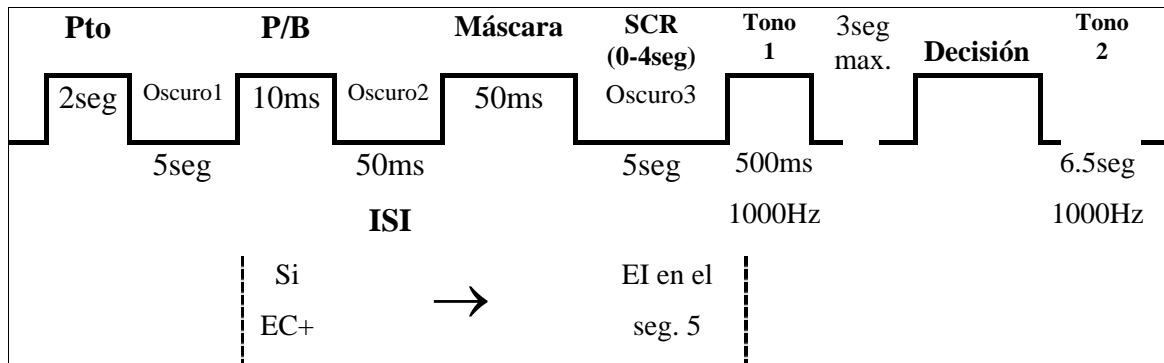 Pto P/B Máscara SCR Tono 3seg Tono
(0-4seg) 1 max. Decisión 2
2seg Oscuro1 10ms Oscuro2 50ms Oscuro3
5seg 50ms 5seg 500ms 6.5seg
ISI 1000Hz 1000Hz
Si → EI en el
EC+ seg. 5